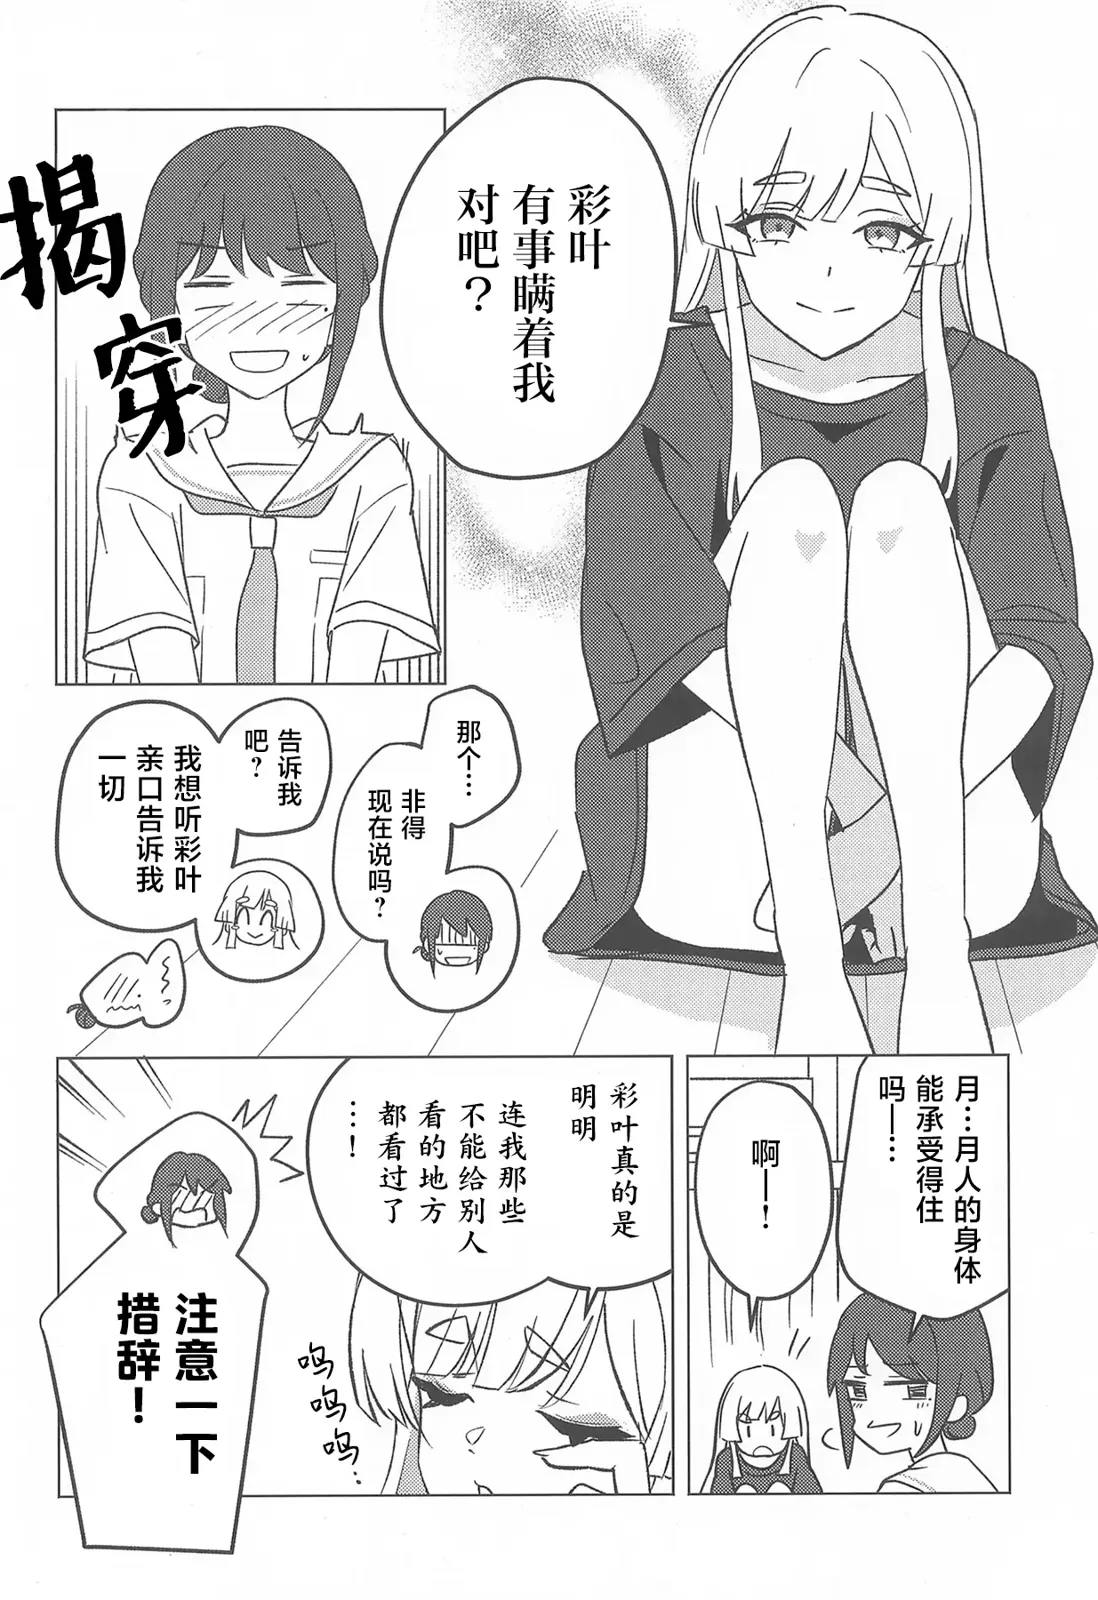 彩叶
有事瞒着我
对吧？
揭穿
那个…
非得
现在说吗？
告诉我
吧？
我想听彩叶
亲口告诉我
一切
月…月人的身体
能承受得住
吗——…
啊——！
彩叶真的是
明明
连我那些
不能给别人
看的地方
都看过了
…！
呜呜呜…
注意一下
措辞！